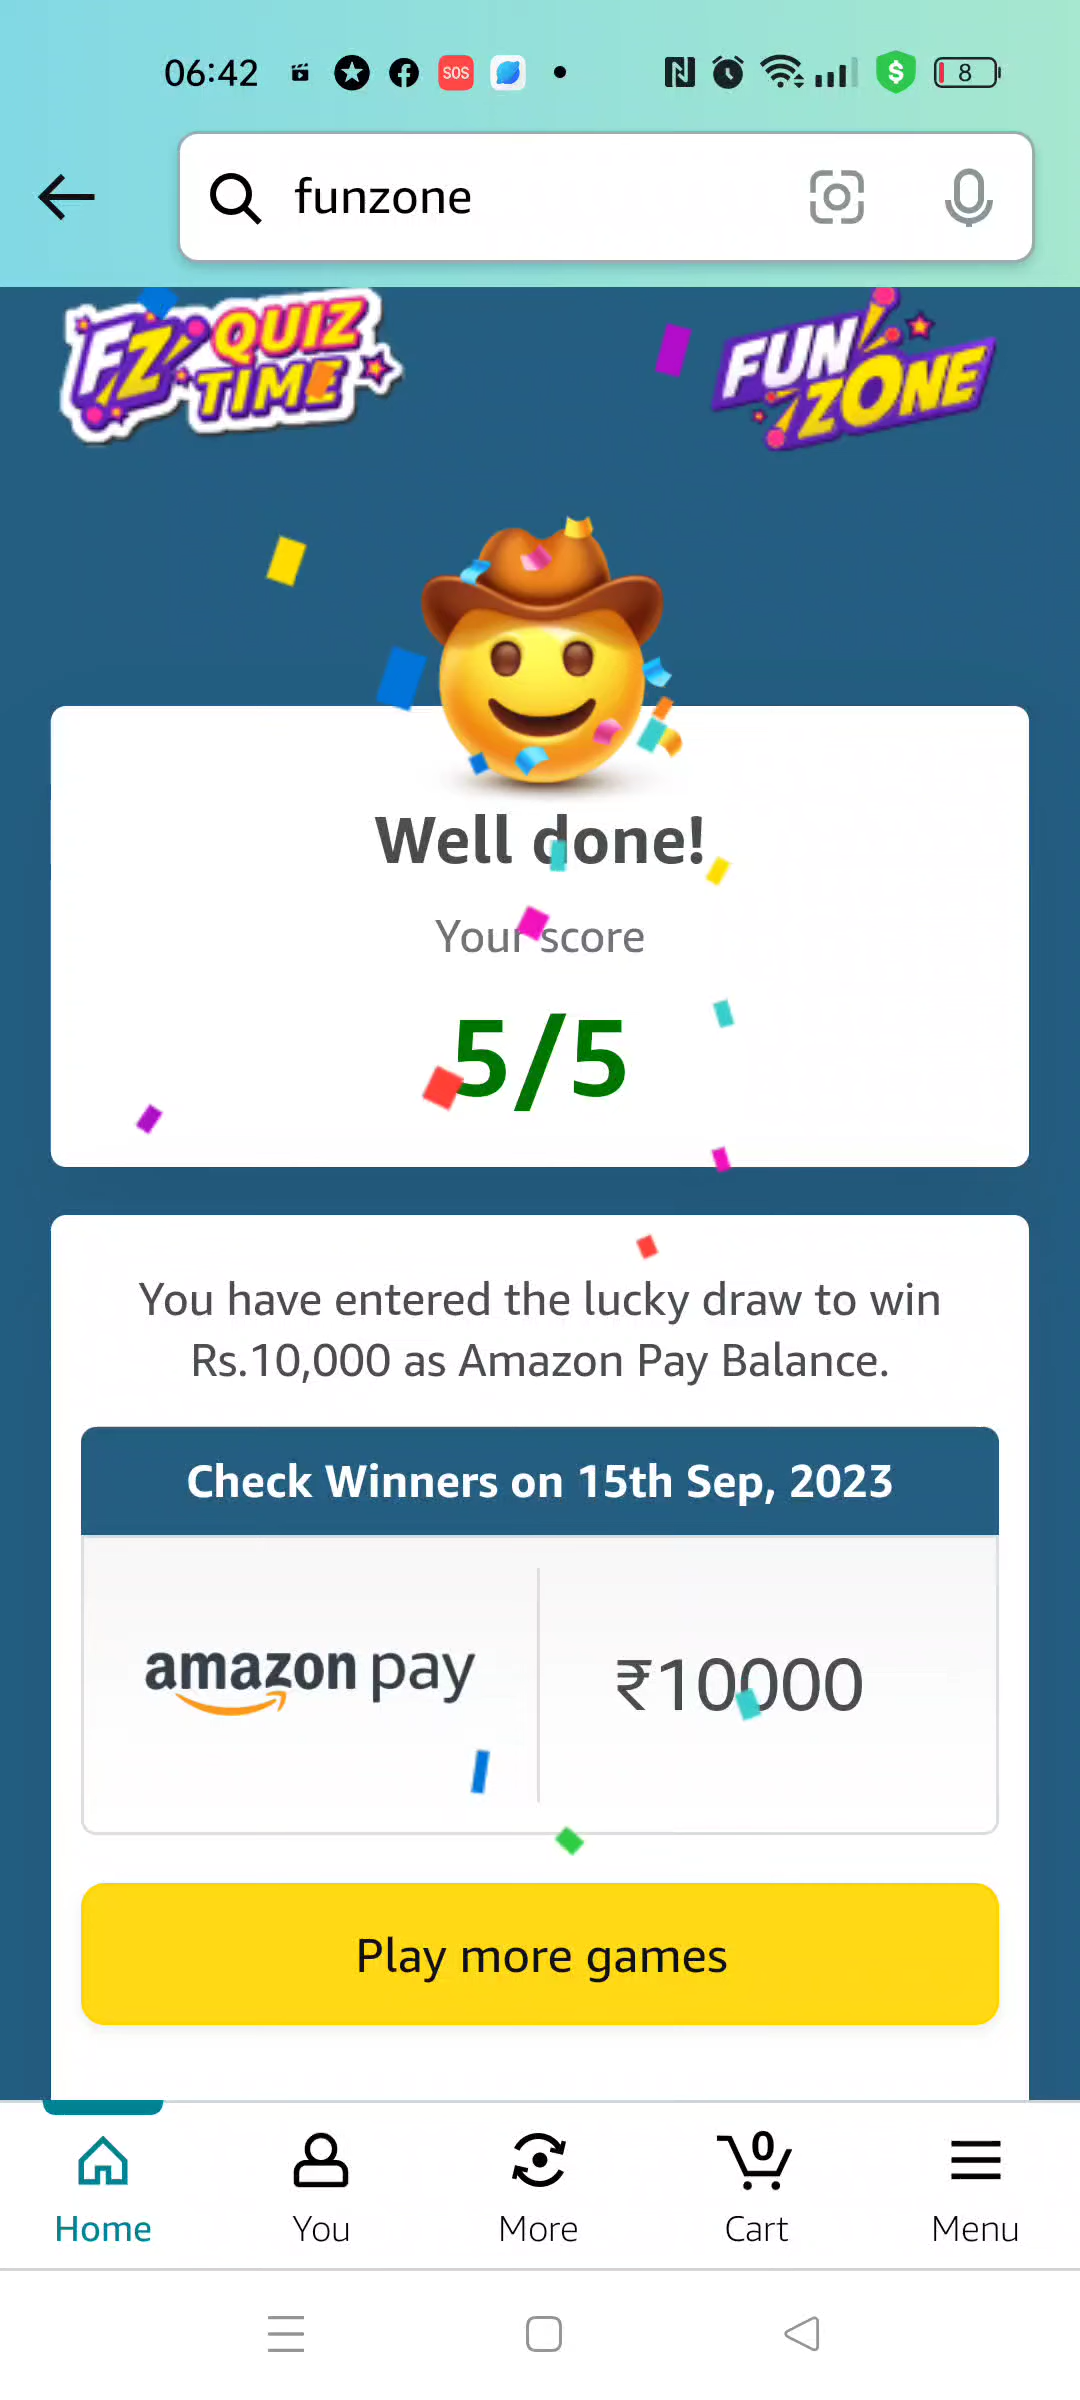 06:42
SOS
8
funzone
FZ QUIZ
TIME
FUN
ZONE
Well done!
Your score
5/5
You have entered the lucky draw to win
Rs.10,000 as Amazon Pay Balance.
Check Winners on 15th Sep, 2023
amazon pay
₹10000
Play more games
0
Home You More Cart Menu